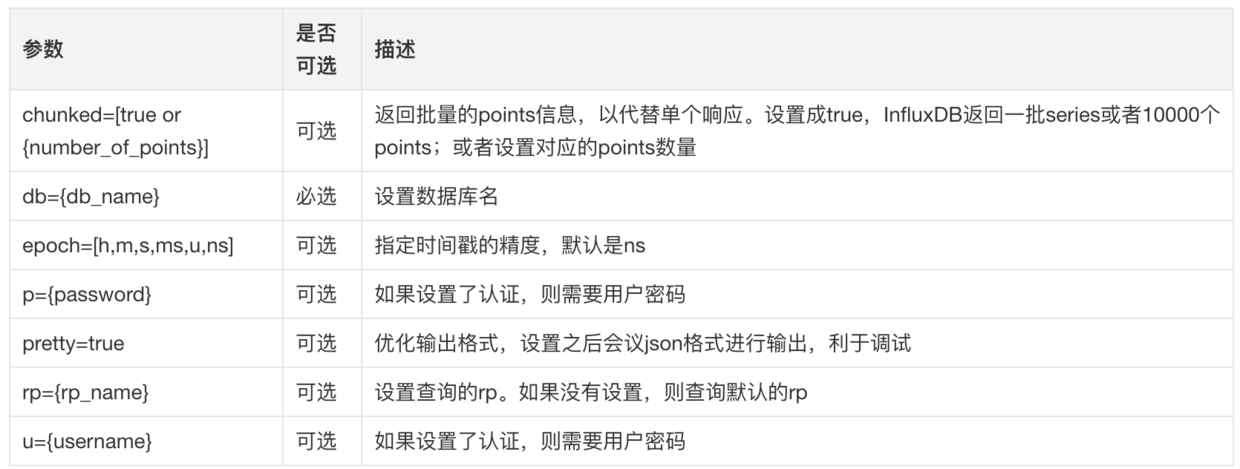 参数
是否
可选
描述
chunked=[true or
{number_of_points}]
可选
返回批量的points信息，以代替单个响应。设置成true，InfluxDB返回一批series或者10000个
points；或者设置对应的points数量
db={db_name}
必选
设置数据库名
epoch=[h,m,s,ms,u,ns]
可选
指定时间戳的精度，默认是ns
p={password}
可选
如果设置了认证，则需要用户密码
pretty=true
可选
优化输出格式，设置之后会议json格式进行输出，利于调试
rp={rp_name}
可选
设置查询的rp。如果没有设置，则查询默认的rp
u={username}
可选
如果设置了认证，则需要用户密码